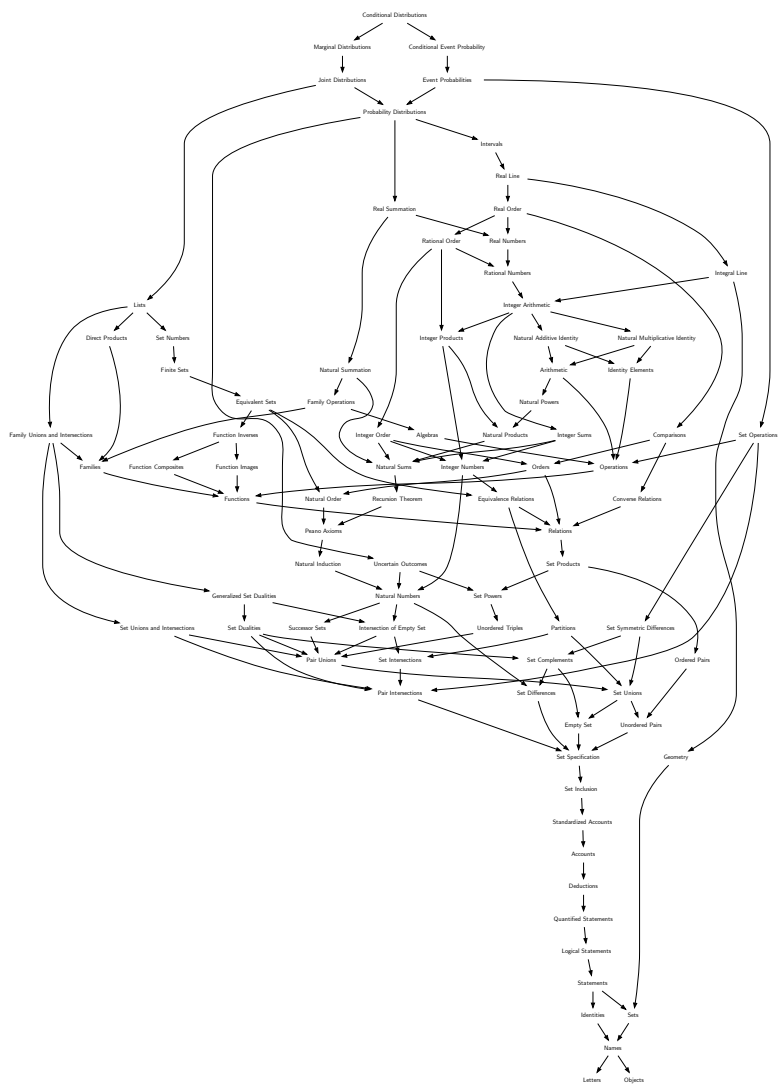 Conditional Distributions
Marginal Distributions
Conditional Event Probability
Joint Distributions
Event Probabilities
Probability Distributions
Intervals
Real Line
Real Summation
Real Order
Rational Order
Real Numbers
Rational Numbers
Integral Line
Lists
Integer Arithmetic
Direct Products
Set Numbers
Integer Products
Natural Additive Identity
Natural Multiplicative Identity
Finite Sets
Natural Summation
Arithmetic
Identity Elements
Equivalent Sets
Family Operations
Natural Powers
Family Unions and Intersections
Function Inverses
Integer Order
Algebras
Natural Products
Integer Sums
Comparisons
Set Operations
Families
Function Composites
Function Images
Natural Sums
Integer Numbers
Orders
Operations
Functions
Natural Order
Recursion Theorem
Equivalence Relations
Converse Relations
Peano Axioms
Relations
Natural Induction
Uncertain Outcomes
Set Products
Generalized Set Dualities
Natural Numbers
Set Powers
Set Unions and Intersections
Set Dualities
Successor Sets
Intersection of Empty Set
Unordered Triples
Partitions
Set Symmetric Differences
Pair Unions
Set Intersections
Set Complements
Ordered Pairs
Pair Intersections
Set Differences
Set Unions
Empty Set
Unordered Pairs
Set Specification
Geometry
Set Inclusion
Standardized Accounts
Accounts
Deductions
Quantified Statements
Logical Statements
Statements
Identities
Sets
Names
Letters
Objects